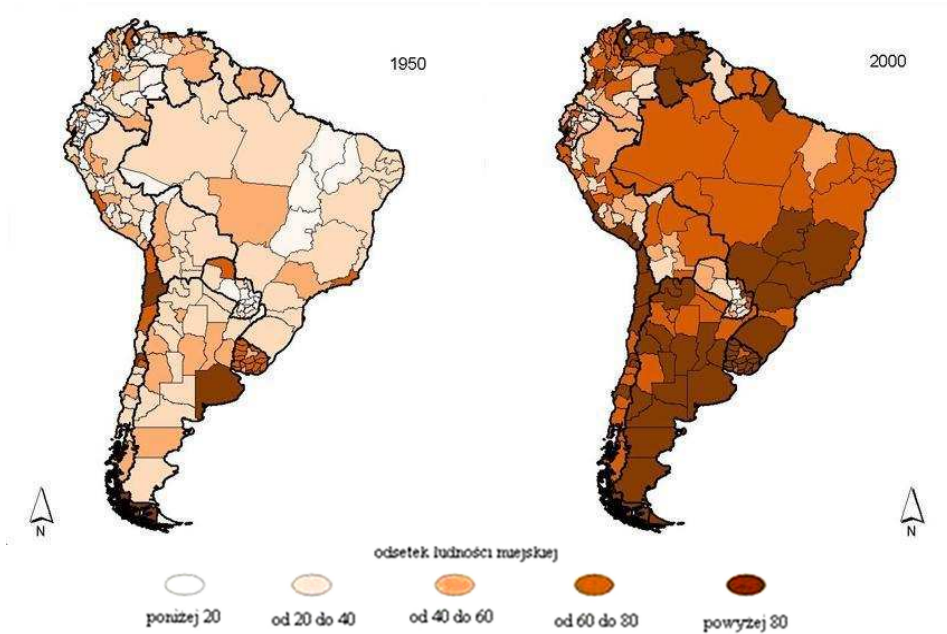 1950
2000
N
N
odsetek ludności miejskiej
poniżej 20
od 20 do 40
od 40 do 60
od 60 do 80
powyżej 80